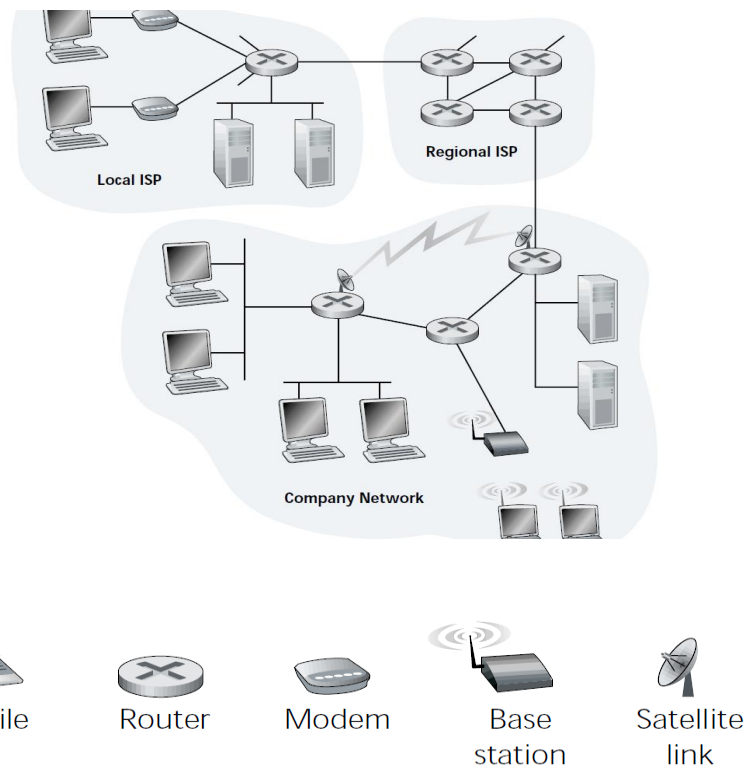 Local ISP
Regional ISP
Company Network
ile Router Modem Base Satellite
station link